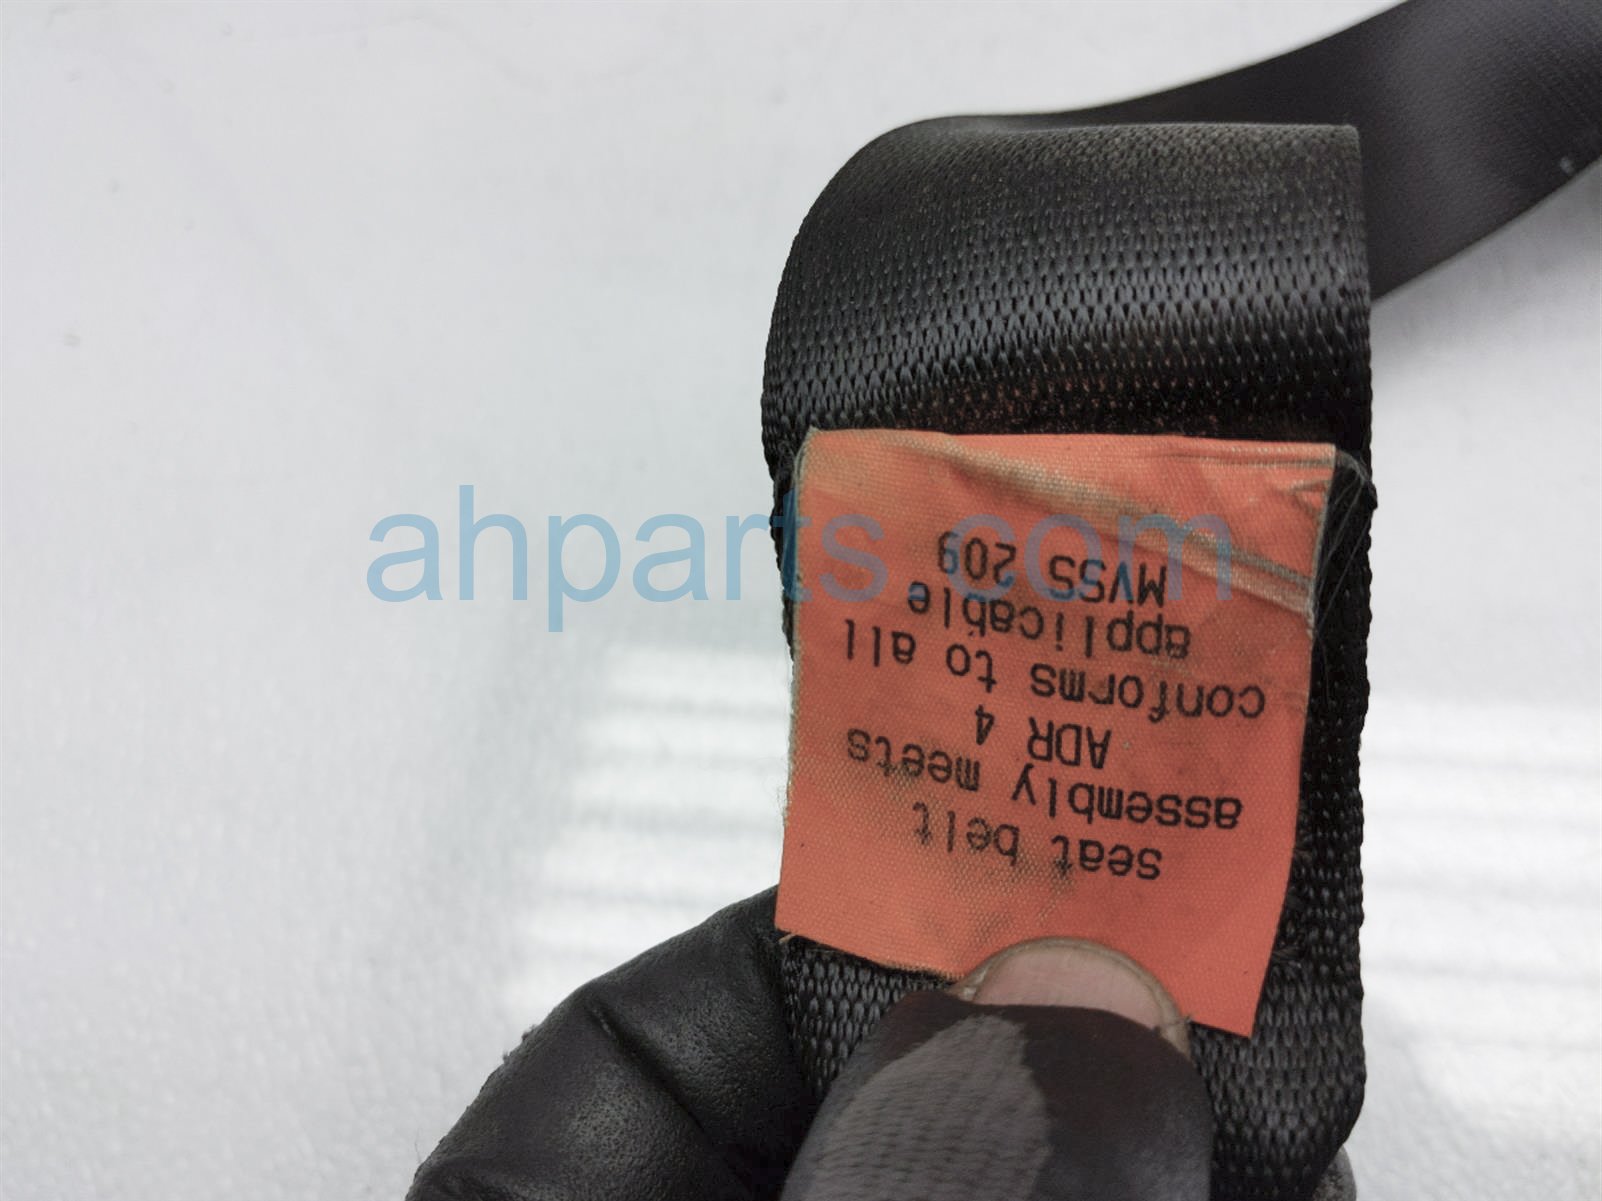 seat belt
assembly meets
ADR 4
conforms to all
applicable
MVSS 209
ahparts.com